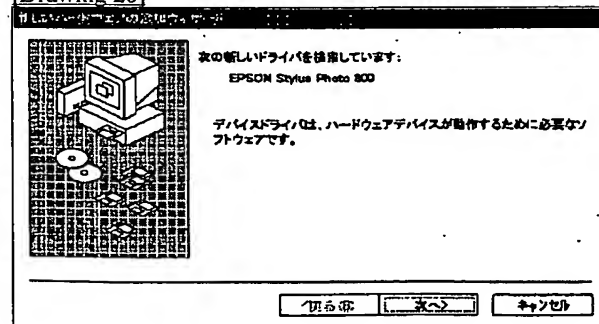 新しいハードウェアの追加ウィザード
次の新しいドライバを検索しています:
EPSON Stylus Photo 800
デバイスドライバは、ハードウェアデバイスが動作するために必要なソ
フトウェアです。
次へ>
キャンセル